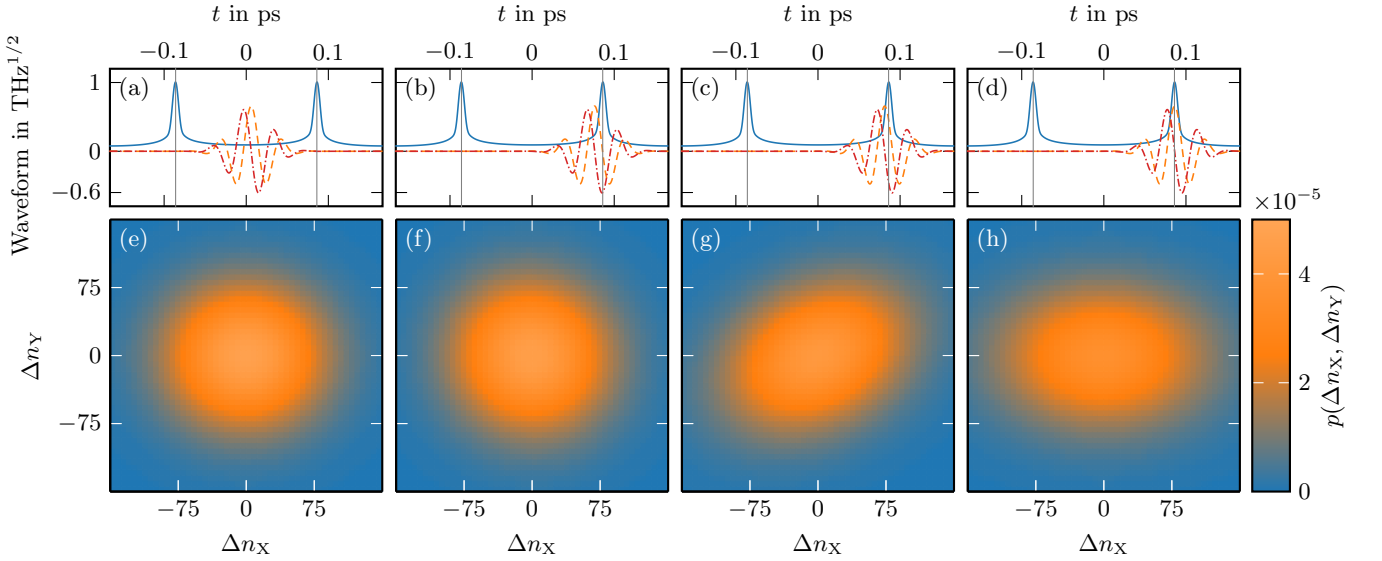 t in ps t in ps t in ps t in ps
−0.1 0 0.1 −0.1 0 0.1 −0.1 0 0.1 −0.1 0 0.1
Waveform in THz^{1/2}
1
0
−0.6
(a) (b) (c) (d)
(e) (f) (g) (h)
Δn_Y
75
0
−75
−75 0 75 −75 0 75 −75 0 75 −75 0 75
Δn_X Δn_X Δn_X Δn_X
×10^{−5}
4
2
0
p(Δn_X, Δn_Y)